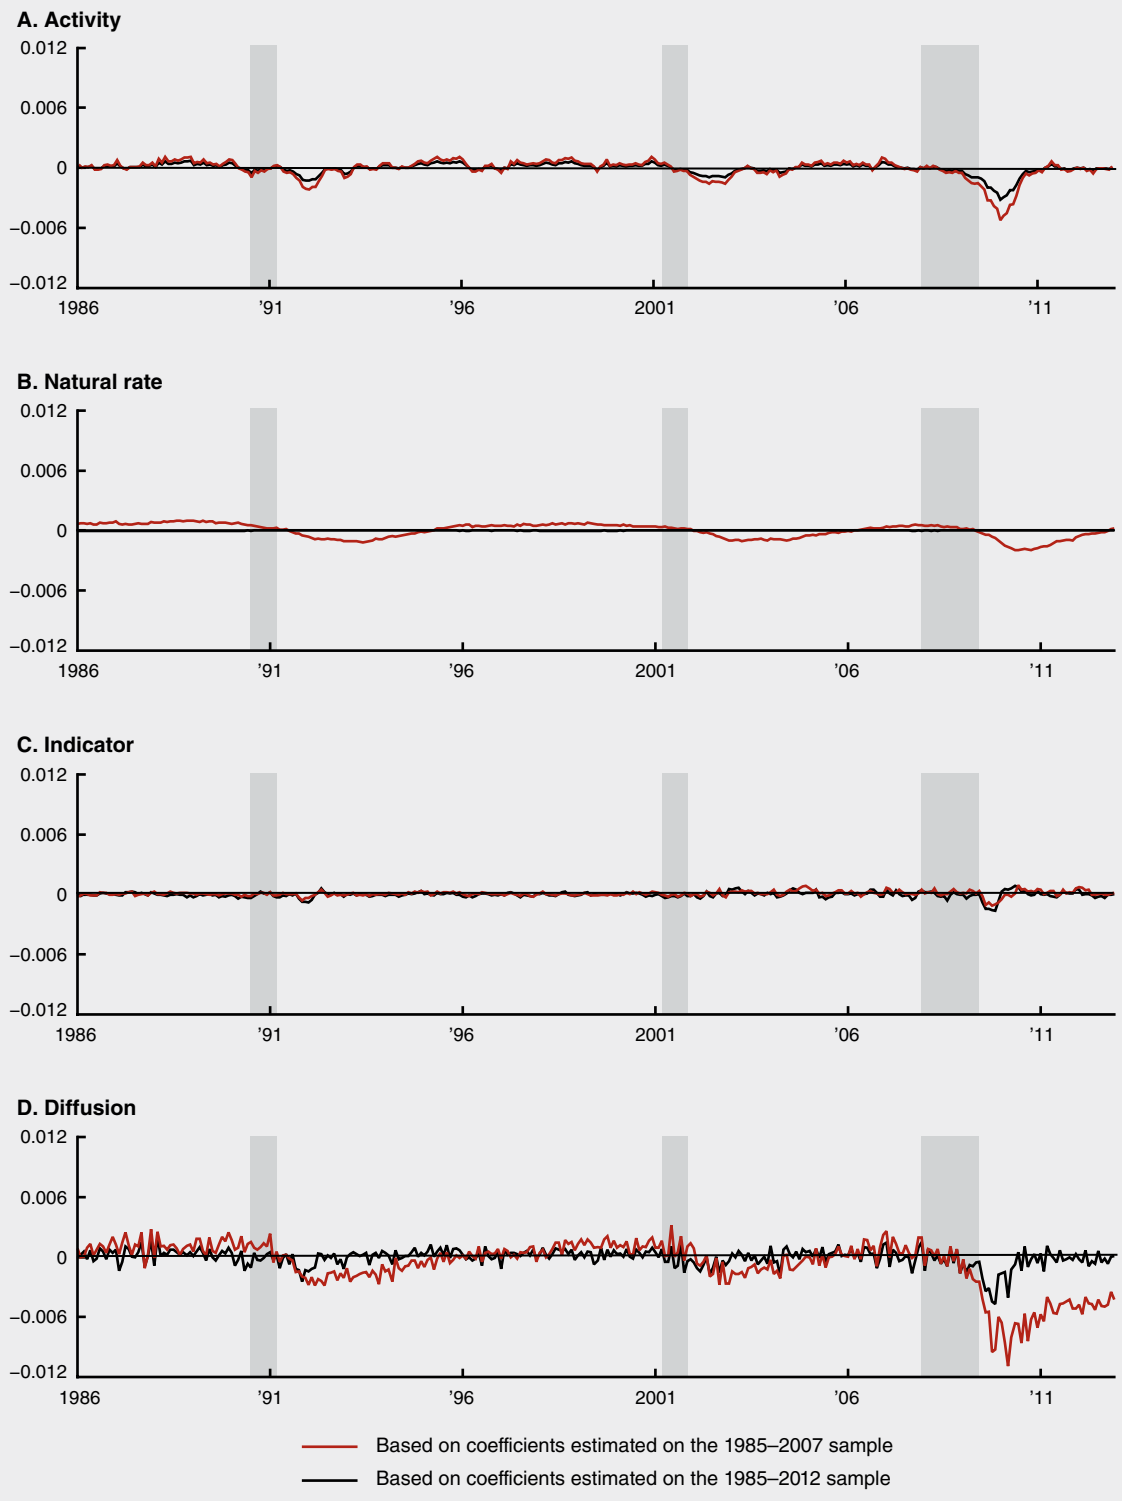 A. Activity
0.012
0.006
0
−0.006
−0.012
1986 ’91 ’96 2001 ’06 ’11
B. Natural rate
0.012
0.006
0
−0.006
−0.012
1986 ’91 ’96 2001 ’06 ’11
C. Indicator
0.012
0.006
0
−0.006
−0.012
1986 ’91 ’96 2001 ’06 ’11
D. Diffusion
0.012
0.006
0
−0.006
−0.012
1986 ’91 ’96 2001 ’06 ’11
Based on coefficients estimated on the 1985–2007 sample
Based on coefficients estimated on the 1985–2012 sample